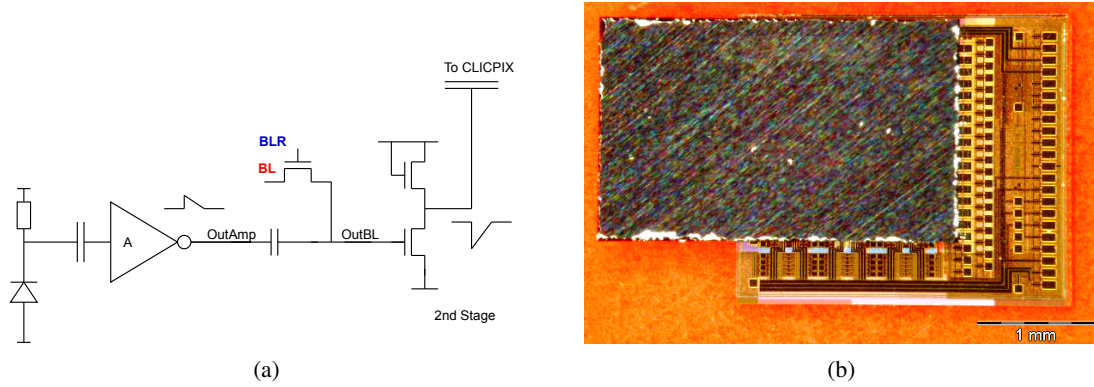 To CLICPIX
BLR
BL
A
OutAmp
OutBL
2nd Stage
1 mm
(a)
(b)